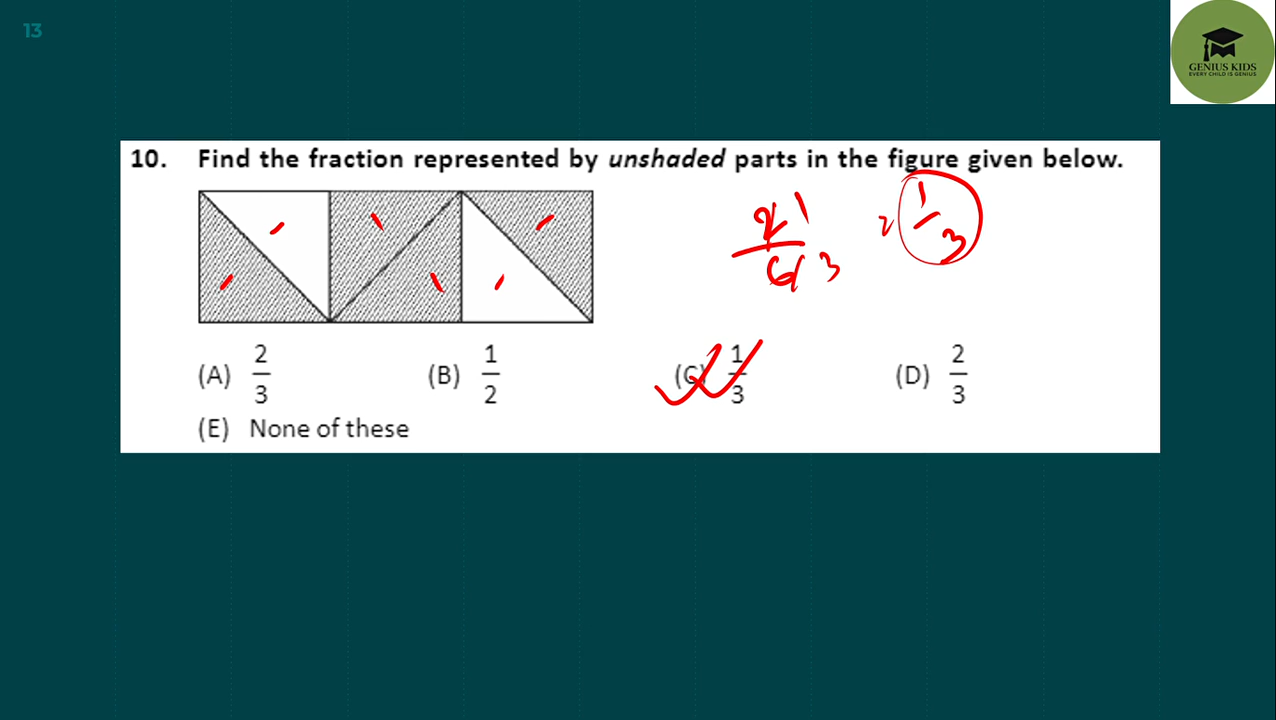 13
GENIUS KIDS
EVERY CHILD IS GENIUS
10. Find the fraction represented by unshaded parts in the figure given below.
2/6 1 3 = 1/3
(A) 2/3 (B) 1/2 (C) 1/3 (D) 2/3
(E) None of these